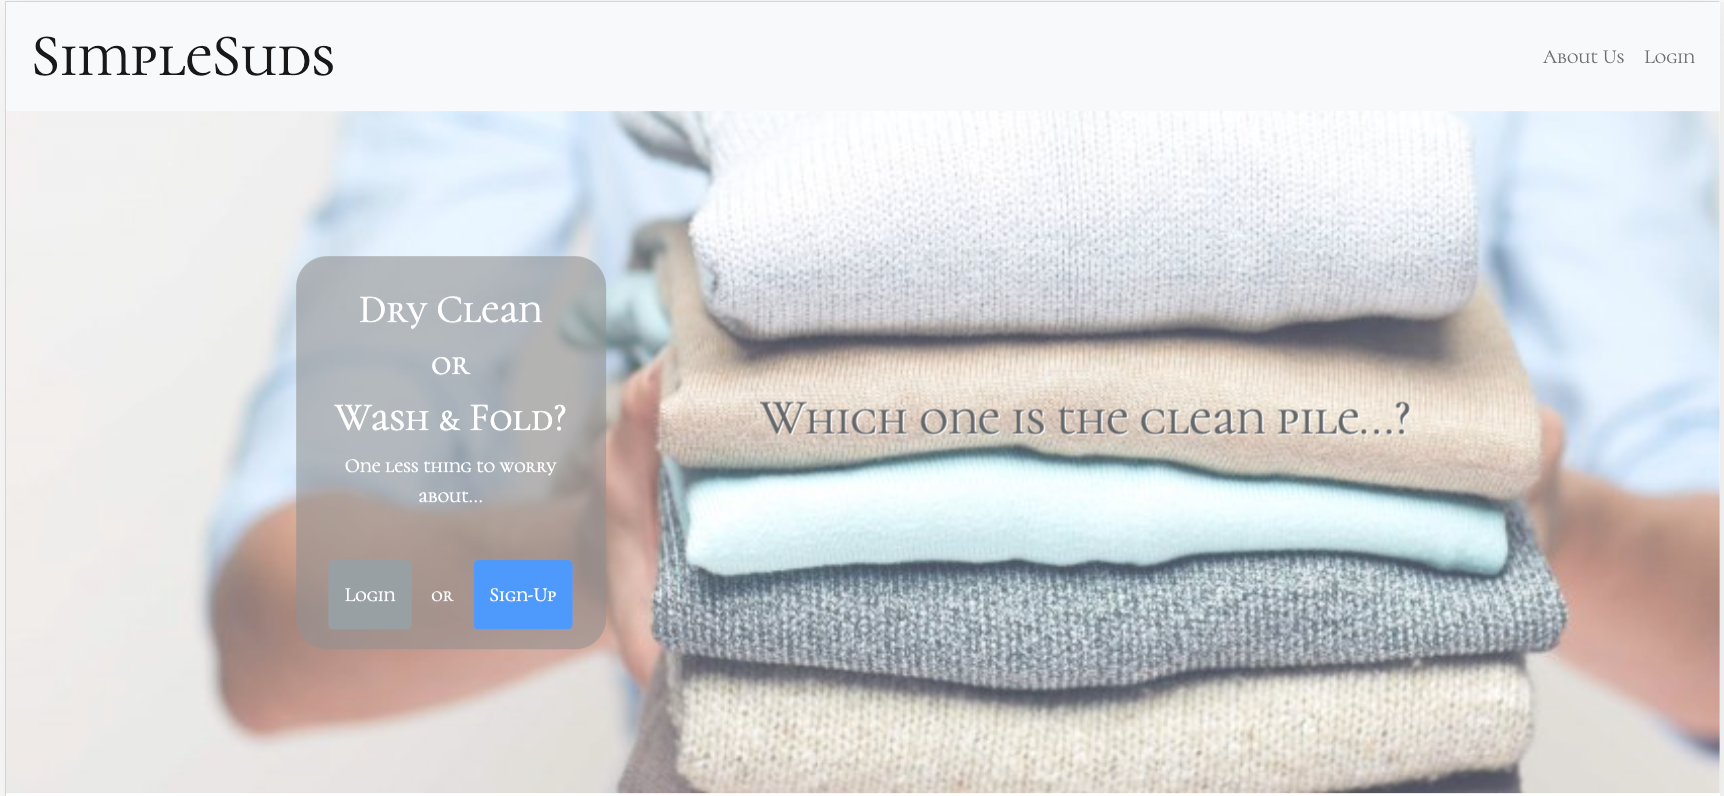 SimpleSuds
About Us Login
Dry Clean
or
Wash & Fold?
One less thing to worry
about...
Login or Sign-Up
Which one is the clean pile...?